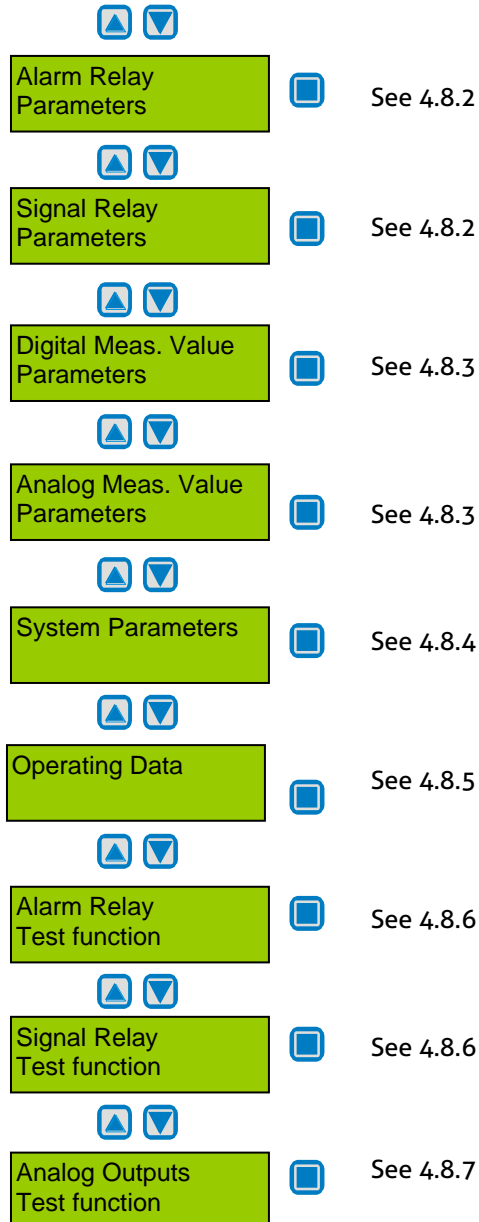 Alarm Relay
Parameters
See 4.8.2
Signal Relay
Parameters
See 4.8.2
Digital Meas. Value
Parameters
See 4.8.3
Analog Meas. Value
Parameters
See 4.8.3
System Parameters
See 4.8.4
Operating Data
See 4.8.5
Alarm Relay
Test function
See 4.8.6
Signal Relay
Test function
See 4.8.6
Analog Outputs
Test function
See 4.8.7